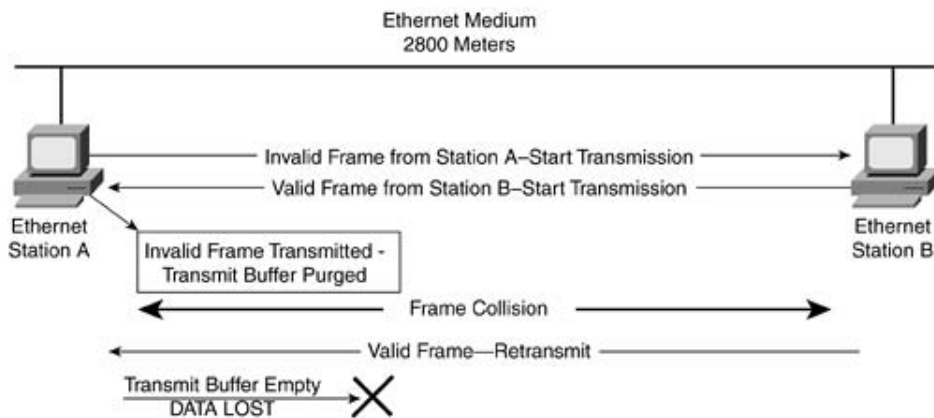 Ethernet Medium
2800 Meters
Invalid Frame from Station A–Start Transmission
Valid Frame from Station B–Start Transmission
Ethernet
Station A
Ethernet
Station B
Invalid Frame Transmitted -
Transmit Buffer Purged
Frame Collision
Valid Frame—Retransmit
Transmit Buffer Empty
DATA LOST